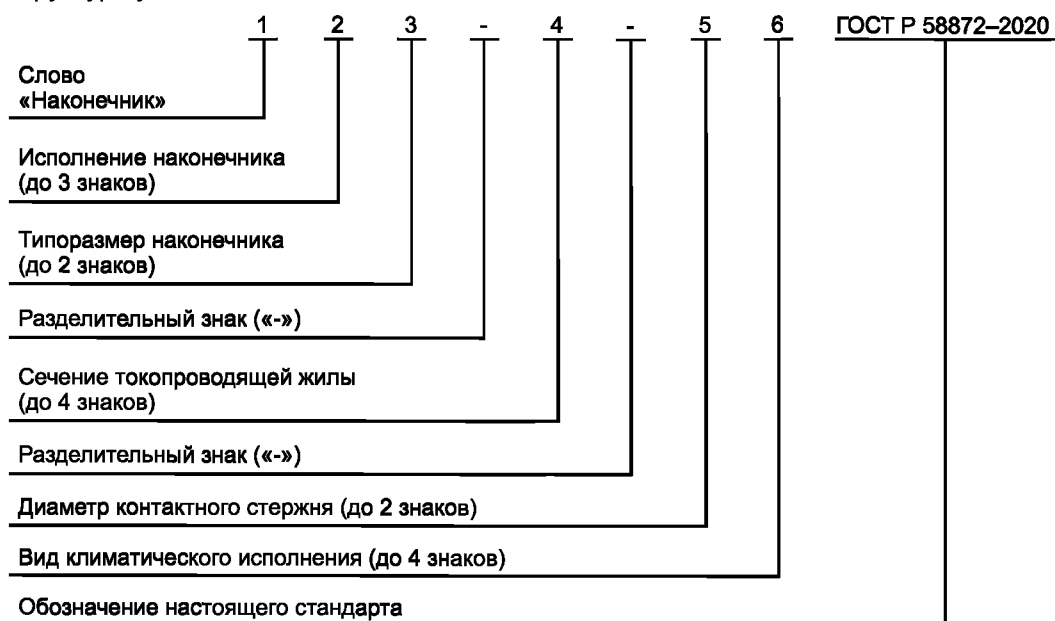 1 2 3 - 4 - 5 6 ГОСТ Р 58872–2020
Слово
«Наконечник»
Исполнение наконечника
(до 3 знаков)
Типоразмер наконечника
(до 2 знаков)
Разделительный знак («-»)
Сечение токопроводящей жилы
(до 4 знаков)
Разделительный знак («-»)
Диаметр контактного стержня (до 2 знаков)
Вид климатического исполнения (до 4 знаков)
Обозначение настоящего стандарта